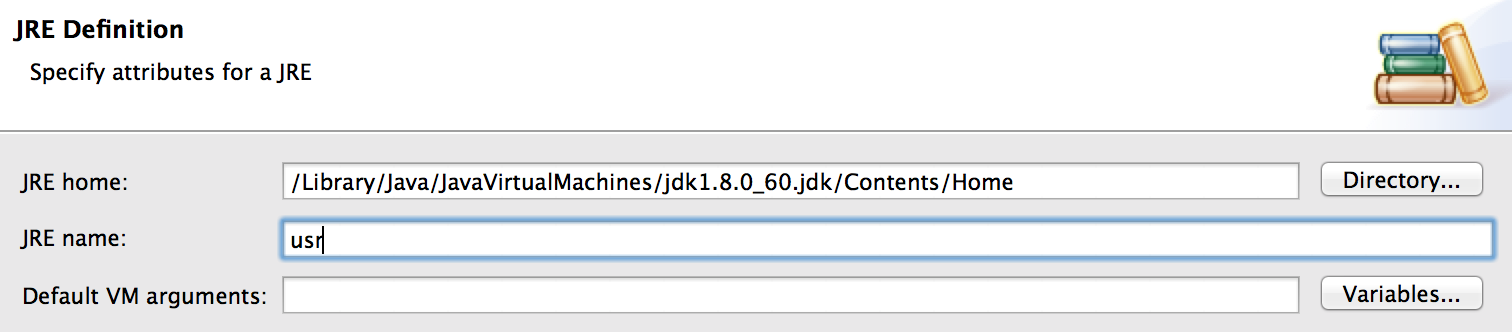 JRE Definition
Specify attributes for a JRE
JRE home: /Library/Java/JavaVirtualMachines/jdk1.8.0_60.jdk/Contents/Home Directory...
JRE name: usr
Default VM arguments: Variables...